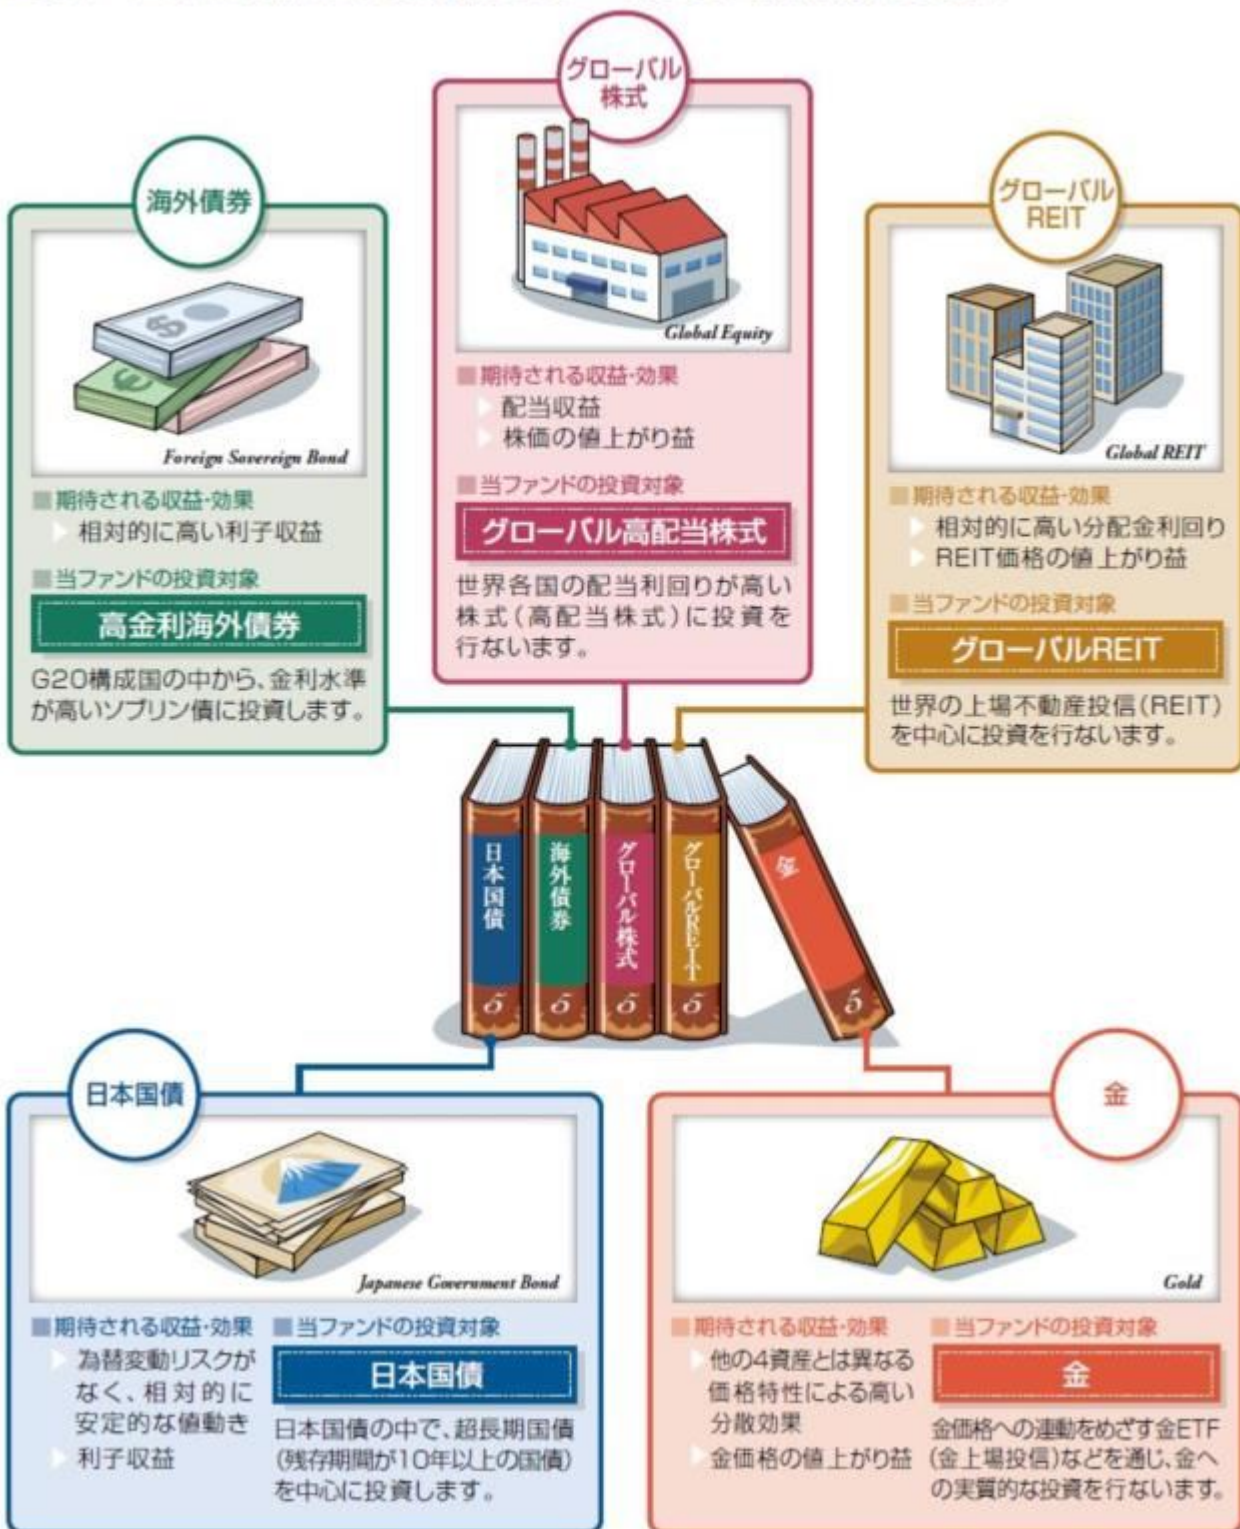 グローバル
株式
Global Equity
■期待される収益・効果
配当収益
株価の値上がり益
■当ファンドの投資対象
グローバル高配当株式
世界各国の配当利回りが高い
株式(高配当株式)に投資を
行ないます。
海外債券
Foreign Sovereign Bond
■期待される収益・効果
相対的に高い利子収益
■当ファンドの投資対象
高金利海外債券
G20構成国の中から、金利水準
が高いソブリン債に投資します。
グローバル
REIT
Global REIT
■期待される収益・効果
相対的に高い分配金利回り
REIT価格の値上がり益
■当ファンドの投資対象
グローバルREIT
世界の上場不動産投信(REIT)
を中心に投資を行ないます。
日本国債
5
海外債券
5
グローバル株式
5
グローバルREIT
5
金
5
日本国債
Japanese Government Bond
■期待される収益・効果
為替変動リスクが
なく、相対的に
安定的な値動き
利子収益
■当ファンドの投資対象
日本国債
日本国債の中で、超長期国債
(残存期間が10年以上の国債)
を中心に投資します。
金
Gold
■期待される収益・効果
他の4資産とは異なる
価格特性による高い
分散効果
金価格の値上がり益
■当ファンドの投資対象
金
金価格への連動をめざす金ETF
(金上場投信)などを通じ、金へ
の実質的な投資を行ないます。